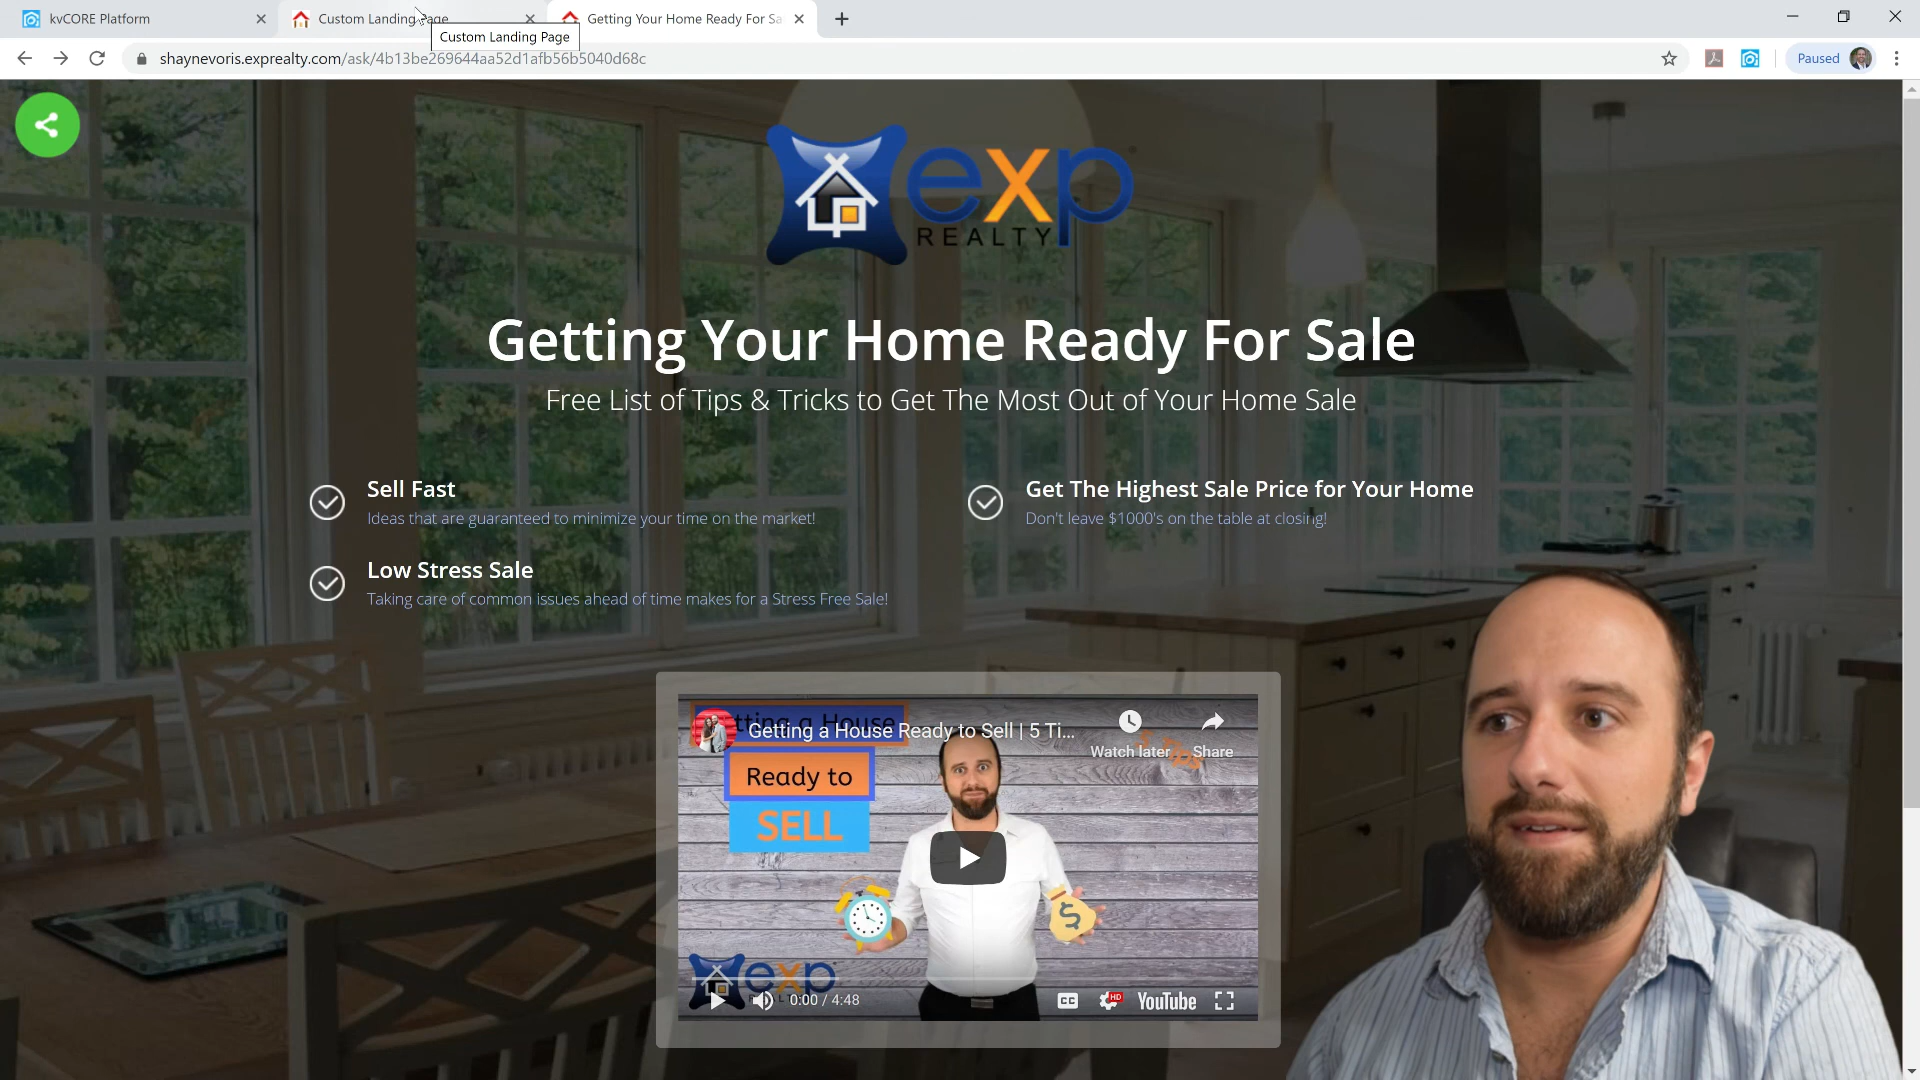 kvCORE Platform
Custom Landing Page
Getting Your Home Ready For Sa
Custom Landing Page
shaynevoris.exprealty.com/ask/4b13be269644aa52d1afb56b5040d68c
Paused
exp
REALTY
Getting Your Home Ready For Sale
Free List of Tips & Tricks to Get The Most Out of Your Home Sale
Sell Fast
Ideas that are guaranteed to minimize your time on the market!
Get The Highest Sale Price for Your Home
Don't leave $1000's on the table at closing!
Low Stress Sale
Taking care of common issues ahead of time makes for a Stress Free Sale!
Getting a House
Getting a House Ready to Sell | 5 Ti...
Watch later
Share
Ready to
SELL
$
exp
0:00 / 4:48
CC
HD
YouTube